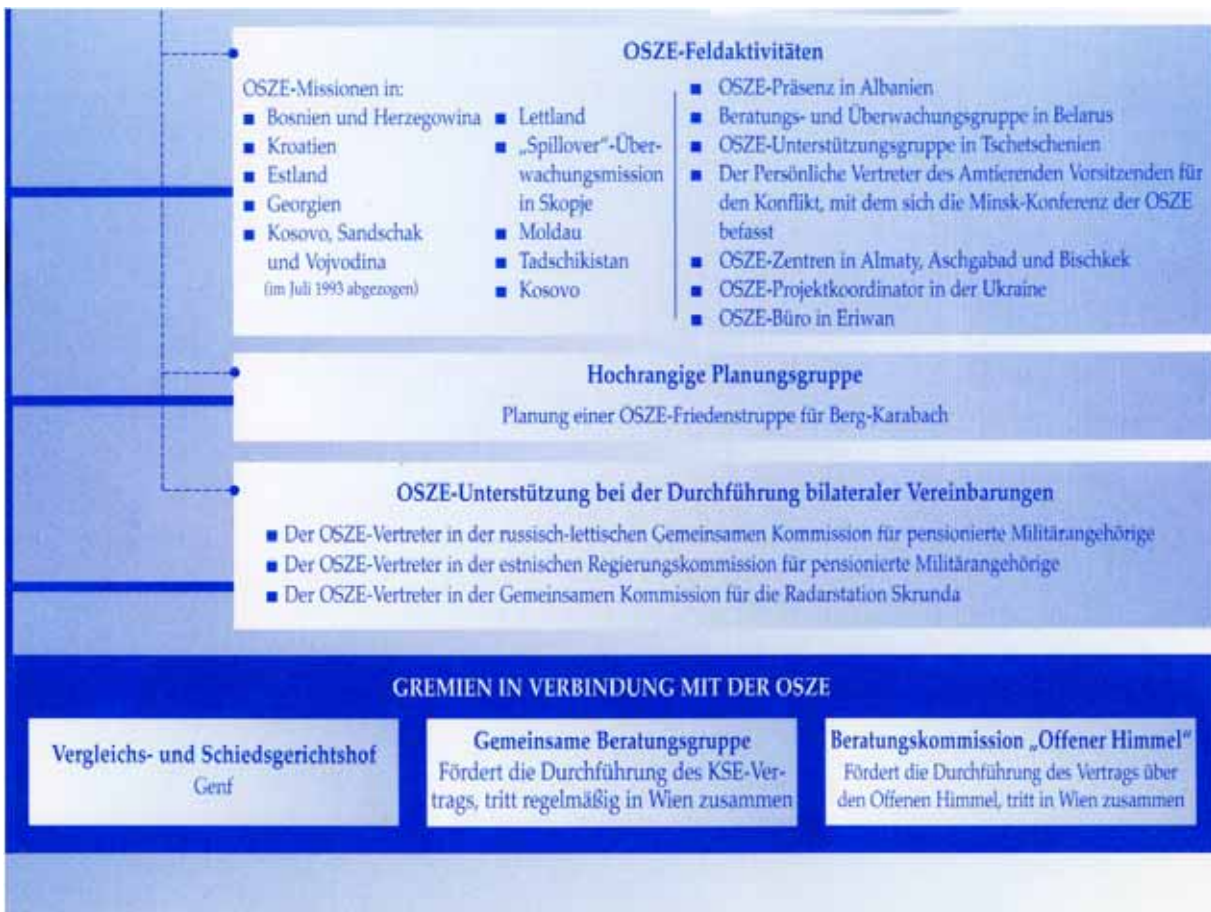 OSZE-Feldaktivitäten
OSZE-Missionen in:
■ Bosnien und Herzegowina
■ Kroatien
■ Estland
■ Georgien
■ Kosovo, Sandschak
und Vojvodina
(im Juli 1993 abgezogen)
■ Lettland
■ „Spillover“-Über-
wachungsmission
in Skopje
■ Moldau
■ Tadschikistan
■ Kosovo
■ OSZE-Präsenz in Albanien
■ Beratungs- und Überwachungsgruppe in Belarus
■ OSZE-Unterstützungsgruppe in Tschetschenien
■ Der Persönliche Vertreter des Amtierenden Vorsitzenden für
den Konflikt, mit dem sich die Minsk-Konferenz der OSZE
befasst
■ OSZE-Zentren in Almaty, Aschgabad und Bischkek
■ OSZE-Projektkoordinator in der Ukraine
■ OSZE-Büro in Eriwan
Hochrangige Planungsgruppe
Planung einer OSZE-Friedenstruppe für Berg-Karabach
OSZE-Unterstützung bei der Durchführung bilateraler Vereinbarungen
■ Der OSZE-Vertreter in der russisch-lettischen Gemeinsamen Kommission für pensionierte Militärangehörige
■ Der OSZE-Vertreter in der estnischen Regierungskommission für pensionierte Militärangehörige
■ Der OSZE-Vertreter in der Gemeinsamen Kommission für die Radarstation Skrunda
GREMIEN IN VERBINDUNG MIT DER OSZE
Vergleichs- und Schiedsgerichtshof
Genf
Gemeinsame Beratungsgruppe
Fördert die Durchführung des KSE-Ver-
trags, tritt regelmäßig in Wien zusammen
Beratungskommission „Offener Himmel“
Fördert die Durchführung des Vertrags über
den Offenen Himmel, tritt in Wien zusammen